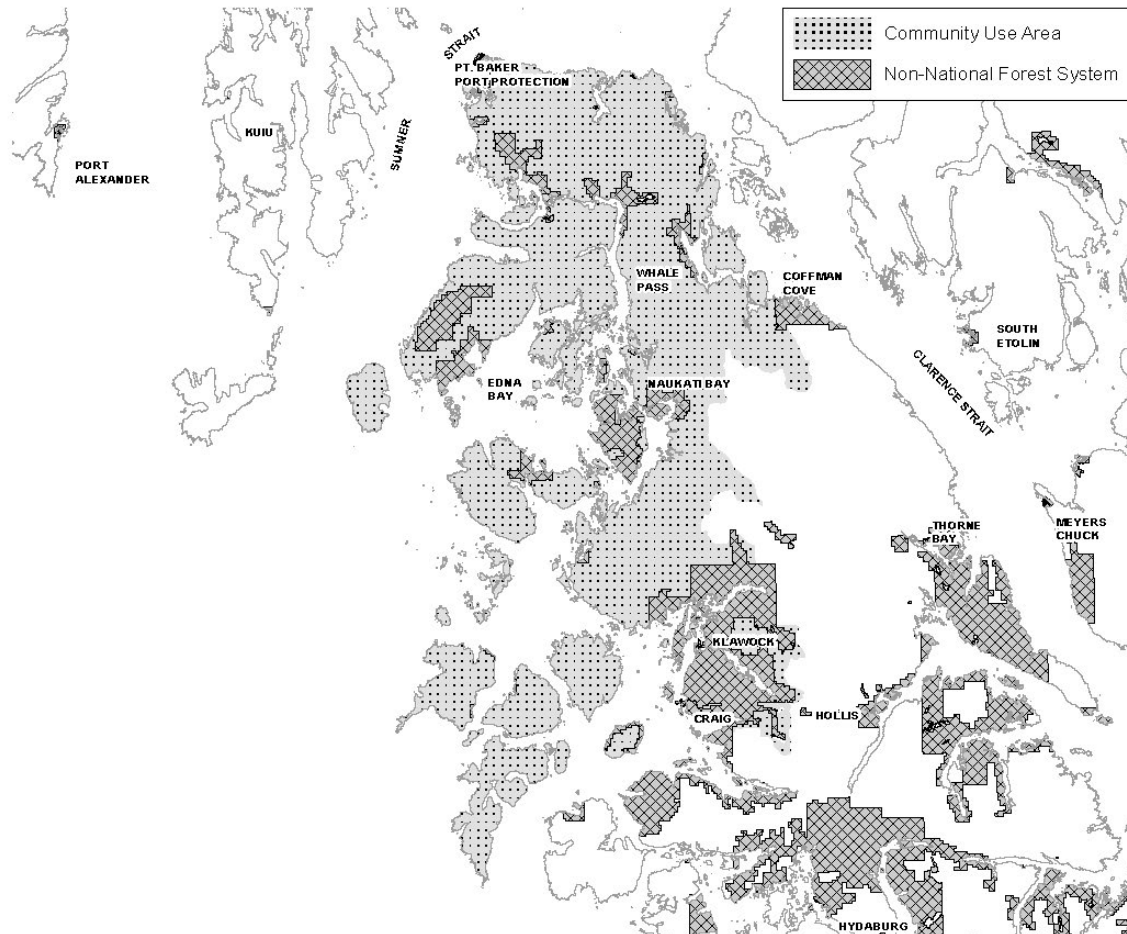 Community Use Area
Non-National Forest System
STRAIT
PT. BAKER
PORT PROTECTION
KUIU
SUMNER
PORT
ALEXANDER
WHALE
PASS
COFFMAN
COVE
SOUTH
ETOLIN
CLARENCE STRAIT
EDNA
BAY
NAUKATI BAY
THORNE
BAY
MEYERS
CHUCK
KLAWOCK
CRAIG
HOLLIS
HYDABURG